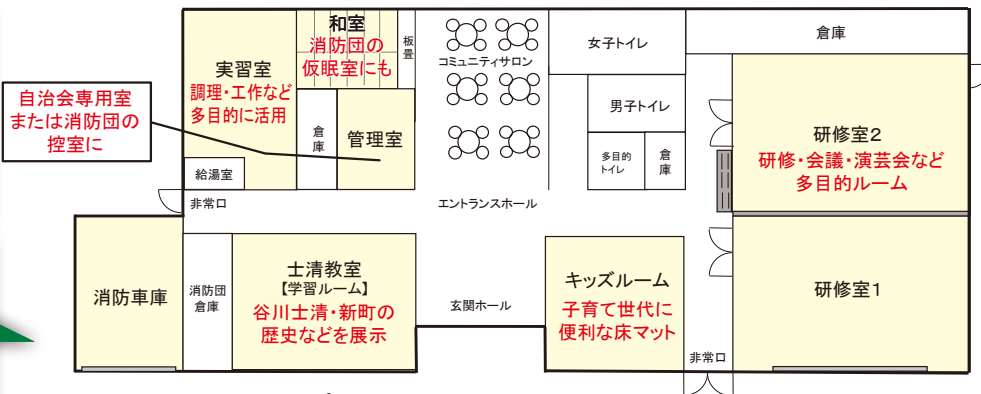 和室
消防団の
仮眠室にも
板畳
コミュニティサロン
女子トイレ
倉庫
実習室
調理・工作など
多目的に活用
自治会専用室
または消防団の
控室に
倉庫
管理室
男子トイレ
多目的
トイレ
倉庫
研修室2
研修・会議・演芸会など
多目的ルーム
給湯室
非常口
エントランスホール
消防車庫
消防団
倉庫
士清教室
【学習ルーム】
谷川士清・新町の
歴史などを展示
玄関ホール
キッズルーム
子育て世代に
便利な床マット
研修室1
非常口